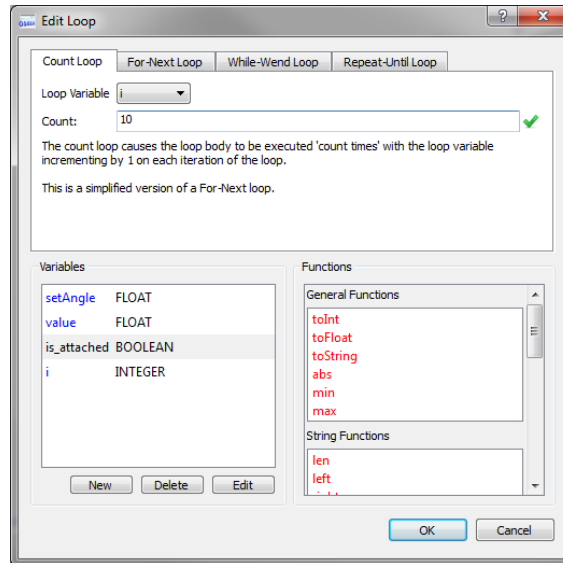 Edit Loop
Count Loop
For-Next Loop
While-Wend Loop
Repeat-Until Loop
Loop Variable
i
Count:
10
The count loop causes the loop body to be executed 'count times' with the loop variable
incrementing by 1 on each iteration of the loop.
This is a simplified version of a For-Next loop.
Variables
setAngle FLOAT
value FLOAT
is_attached BOOLEAN
i INTEGER
New
Delete
Edit
Functions
General Functions
toInt
toFloat
toString
abs
min
max
String Functions
len
left
OK
Cancel